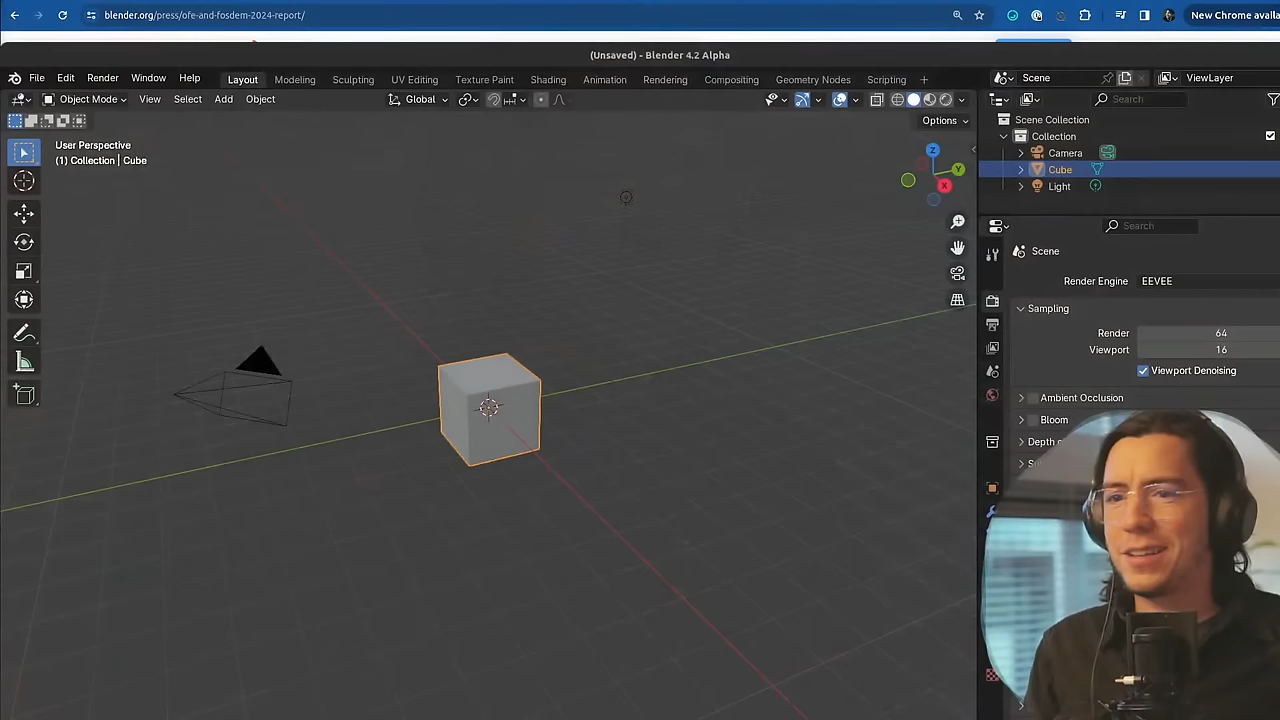 blender.org/press/ofe-and-fosdem-2024-report/
New Chrome availa
(Unsaved) - Blender 4.2 Alpha
File Edit Render Window Help
Layout Modeling Sculpting UV Editing Texture Paint Shading Animation Rendering Compositing Geometry Nodes Scripting +
Scene
ViewLayer
Object Mode View Select Add Object
Global
Search
Options
User Perspective
(1) Collection | Cube
Z
Y
X
Scene Collection
Collection
Camera
Cube
Light
Search
Scene
Render Engine EEVEE
Sampling
Render 64
Viewport 16
Viewport Denoising
Ambient Occlusion
Bloom
Depth